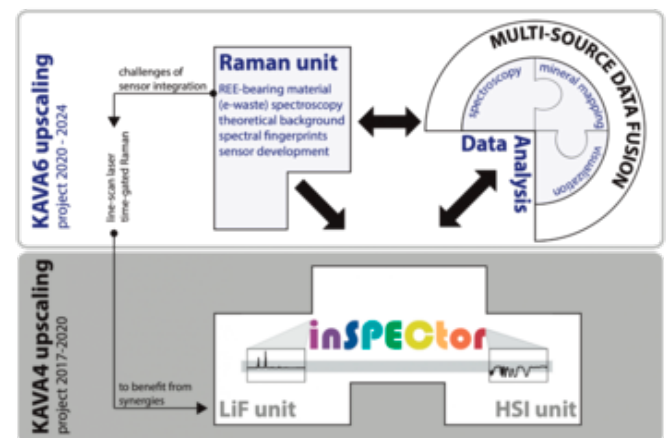 KAVA6 upscaling
project 2020 - 2024
challenges of
sensor integration
line-scan laser
time-gated Raman
Raman unit
REE-bearing material
(e-waste) spectroscopy
theoretical background
spectral fingerprints
sensor development
MULTI-SOURCE DATA FUSION
spectroscopy
mineral mapping
visualization
Data
Analysis
KAVA4 upscaling
project 2017-2020
to benefit from
synergies
inSPECtor
LiF unit
HSI unit